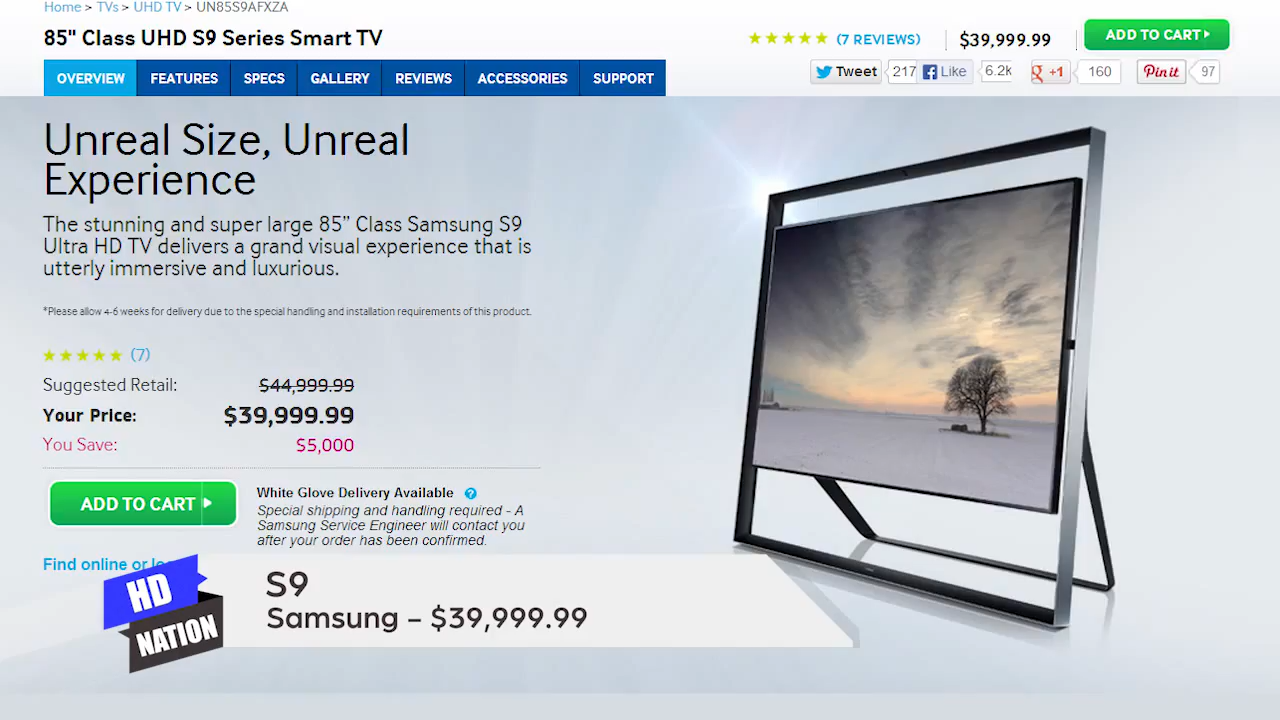 Home > TVs > UHD TV > UN85S9AFXZA
85" Class UHD S9 Series Smart TV
(7 REVIEWS)
$39,999.99
ADD TO CART
OVERVIEW FEATURES SPECS GALLERY REVIEWS ACCESSORIES SUPPORT
Tweet 217 Like 6.2k +1 160 Pin it 97
Unreal Size, Unreal
Experience
The stunning and super large 85” Class Samsung S9
Ultra HD TV delivers a grand visual experience that is
utterly immersive and luxurious.
*Please allow 4-6 weeks for delivery due to the special handling and installation requirements of this product.
(7)
Suggested Retail: $44,999.99
Your Price: $39,999.99
You Save: $5,000
ADD TO CART
White Glove Delivery Available ?
Special shipping and handling required - A
Samsung Service Engineer will contact you
after your order has been confirmed.
Find online or
HD
NATION
S9
Samsung – $39,999.99